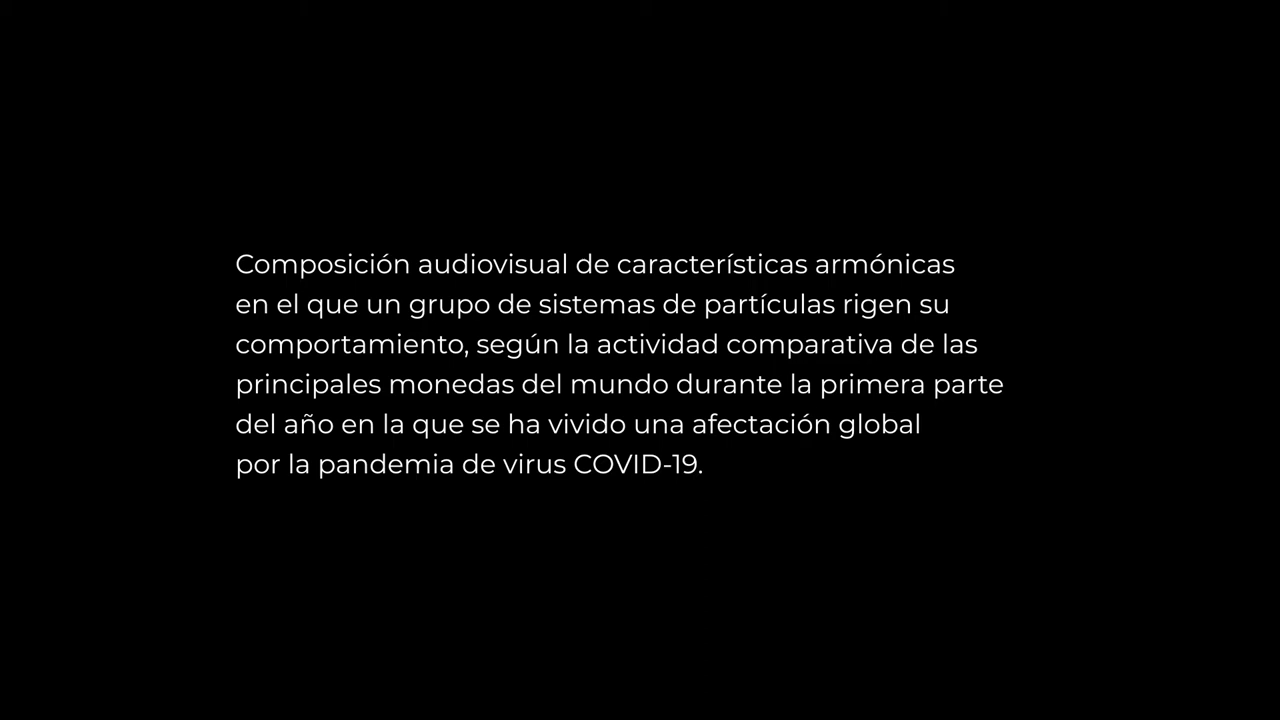 Composición audiovisual de características armónicas
en el que un grupo de sistemas de partículas rigen su
comportamiento, según la actividad comparativa de las
principales monedas del mundo durante la primera parte
del año en la que se ha vivido una afectación global
por la pandemia de virus COVID-19.